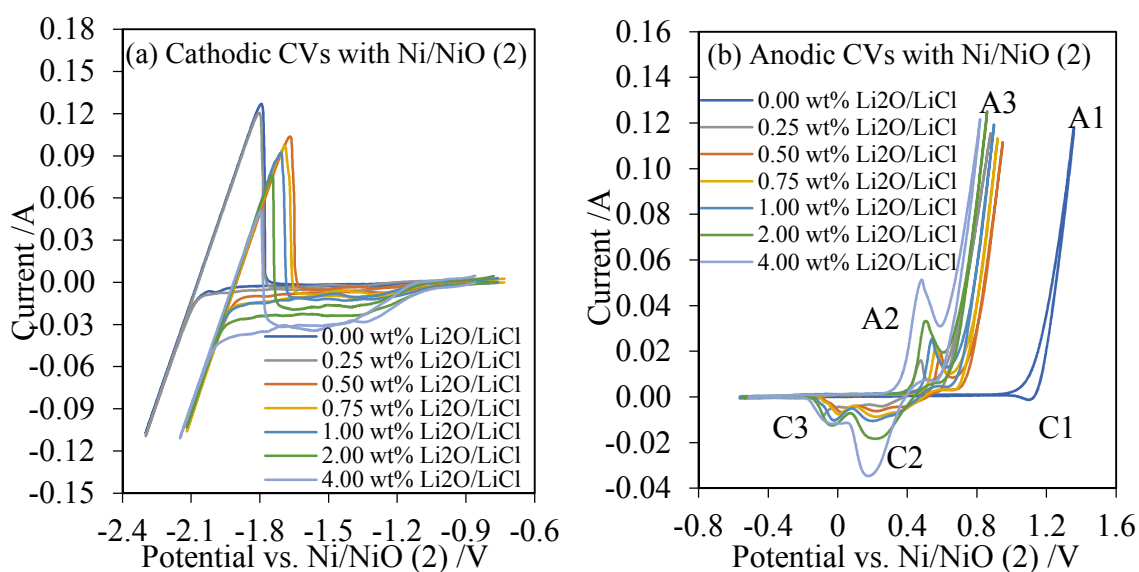 (a) Cathodic CVs with Ni/NiO (2)
Current /A
0.18
0.15
0.12
0.09
0.06
0.03
0.00
-0.03
-0.06
-0.09
-0.12
-0.15
0.00 wt% Li2O/LiCl
0.25 wt% Li2O/LiCl
0.50 wt% Li2O/LiCl
0.75 wt% Li2O/LiCl
1.00 wt% Li2O/LiCl
2.00 wt% Li2O/LiCl
4.00 wt% Li2O/LiCl
-2.4 -2.1 -1.8 -1.5 -1.2 -0.9 -0.6
Potential vs. Ni/NiO (2) /V
(b) Anodic CVs with Ni/NiO (2)
Current /A
0.16
0.14
0.12
0.10
0.08
0.06
0.04
0.02
0.00
-0.02
-0.04
0.00 wt% Li2O/LiCl
0.25 wt% Li2O/LiCl
0.50 wt% Li2O/LiCl
0.75 wt% Li2O/LiCl
1.00 wt% Li2O/LiCl
2.00 wt% Li2O/LiCl
4.00 wt% Li2O/LiCl
A3
A1
A2
C3
C2
C1
-0.8 -0.4 0 0.4 0.8 1.2 1.6
Potential vs. Ni/NiO (2) /V